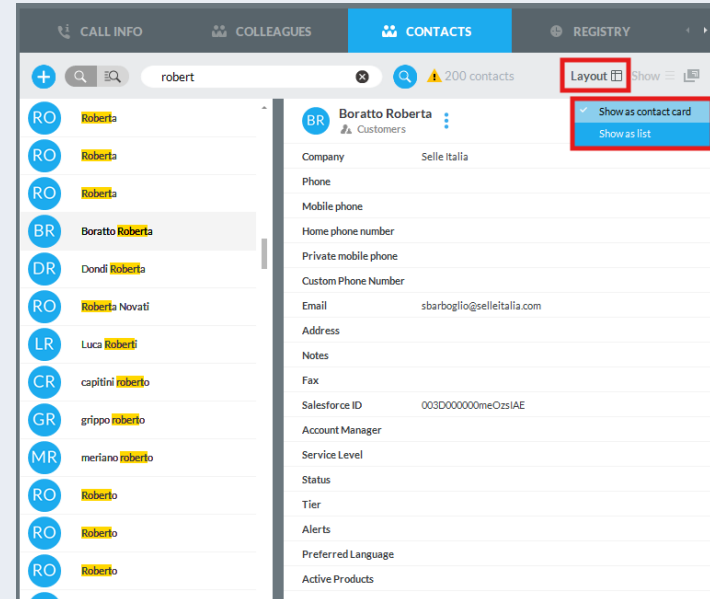 CALL INFO
COLLEAGUES
CONTACTS
REGISTRY
robert
200 contacts
Layout
Show
Show as contact card
Show as list
RO Roberta
RO Roberta
RO Roberta
BR Boratto Roberta
DR Dondi Roberta
RO Roberta Novati
LR Luca Roberti
CR capitini roberto
GR grippo roberto
MR meriano roberto
RO Roberto
RO Roberto
RO Roberto
BR Boratto Roberta
Customers
Company Selle Italia
Phone
Mobile phone
Home phone number
Private mobile phone
Custom Phone Number
Email sbarboglio@selleitalia.com
Address
Notes
Fax
Salesforce ID 003D000000meOzsIAE
Account Manager
Service Level
Status
Tier
Alerts
Preferred Language
Active Products